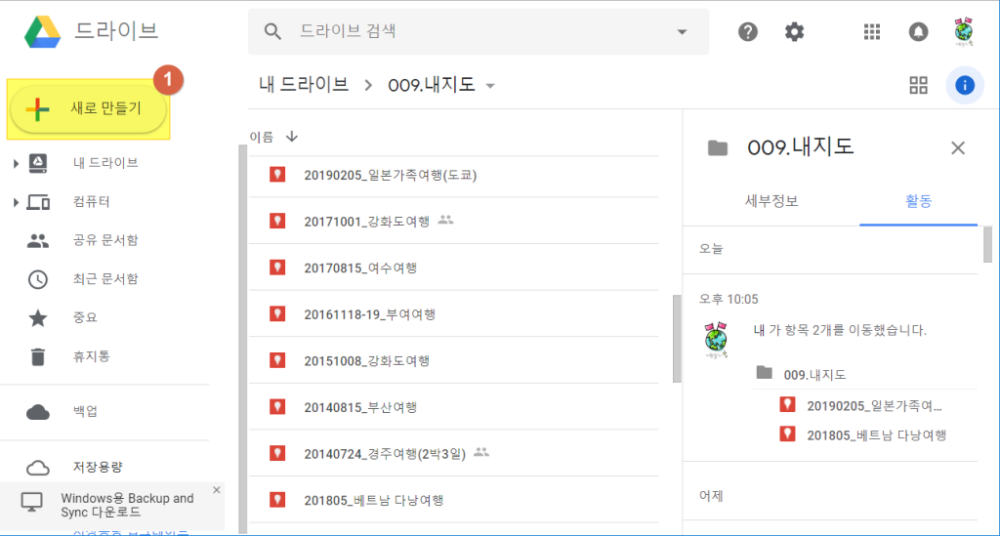 드라이브
드라이브 검색
1
새로 만들기
내 드라이브
컴퓨터
공유 문서함
최근 문서함
중요
휴지통
백업
저장용량
Windows용 Backup and
Sync 다운로드
내 드라이브 > 009.내지도
이름
20190205_일본가족여행(도쿄)
20171001_강화도여행
20170815_여수여행
20161118-19_부여여행
20151008_강화도여행
20140815_부산여행
20140724_경주여행(2박3일)
201805_베트남 다낭여행
009.내지도
세부정보 활동
오늘
오후 10:05
내 가 항목 2개를 이동했습니다.
009.내지도
20190205_일본가족여...
201805_베트남 다낭여행
어제